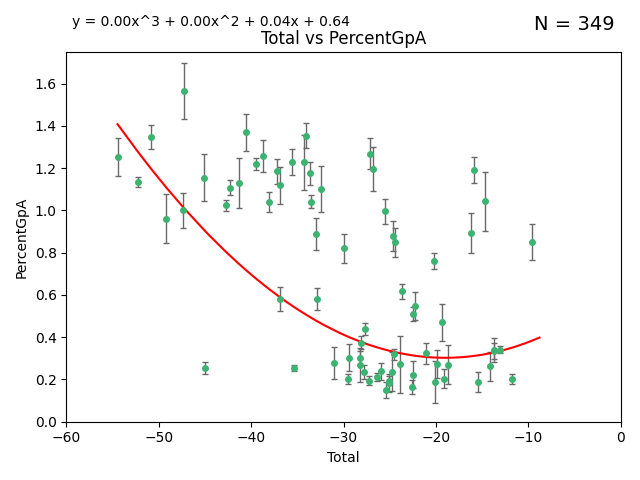 y = 0.00x^3 + 0.00x^2 + 0.04x + 0.64
N = 349
Total vs PercentGpA
PercentGpA
1.6
1.4
1.2
1.0
0.8
0.6
0.4
0.2
0.0
−60 −50 −40 −30 −20 −10 0
Total